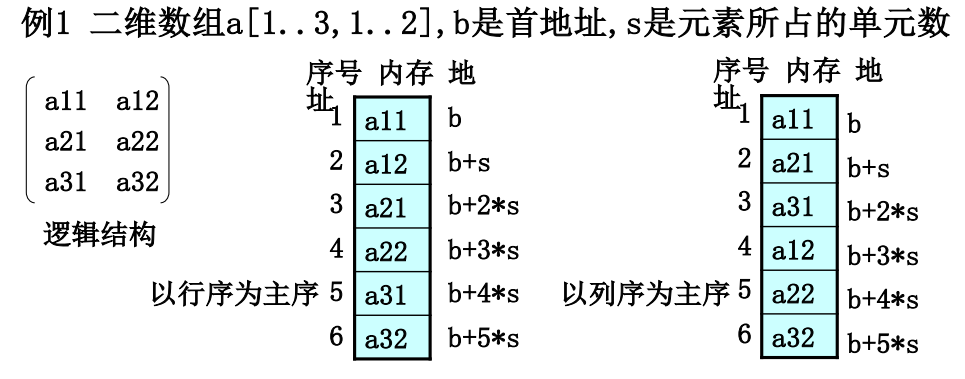 例1 二维数组a[1..3,1..2],b是首地址,s是元素所占的单元数
序号 内存 地址
序号 内存 地址
a11 a12
a21 a22
a31 a32
逻辑结构
以行序为主序
1 a11 b
2 a12 b+s
3 a21 b+2*s
4 a22 b+3*s
5 a31 b+4*s
6 a32 b+5*s
以列序为主序
1 a11 b
2 a21 b+s
3 a31 b+2*s
4 a12 b+3*s
5 a22 b+4*s
6 a32 b+5*s